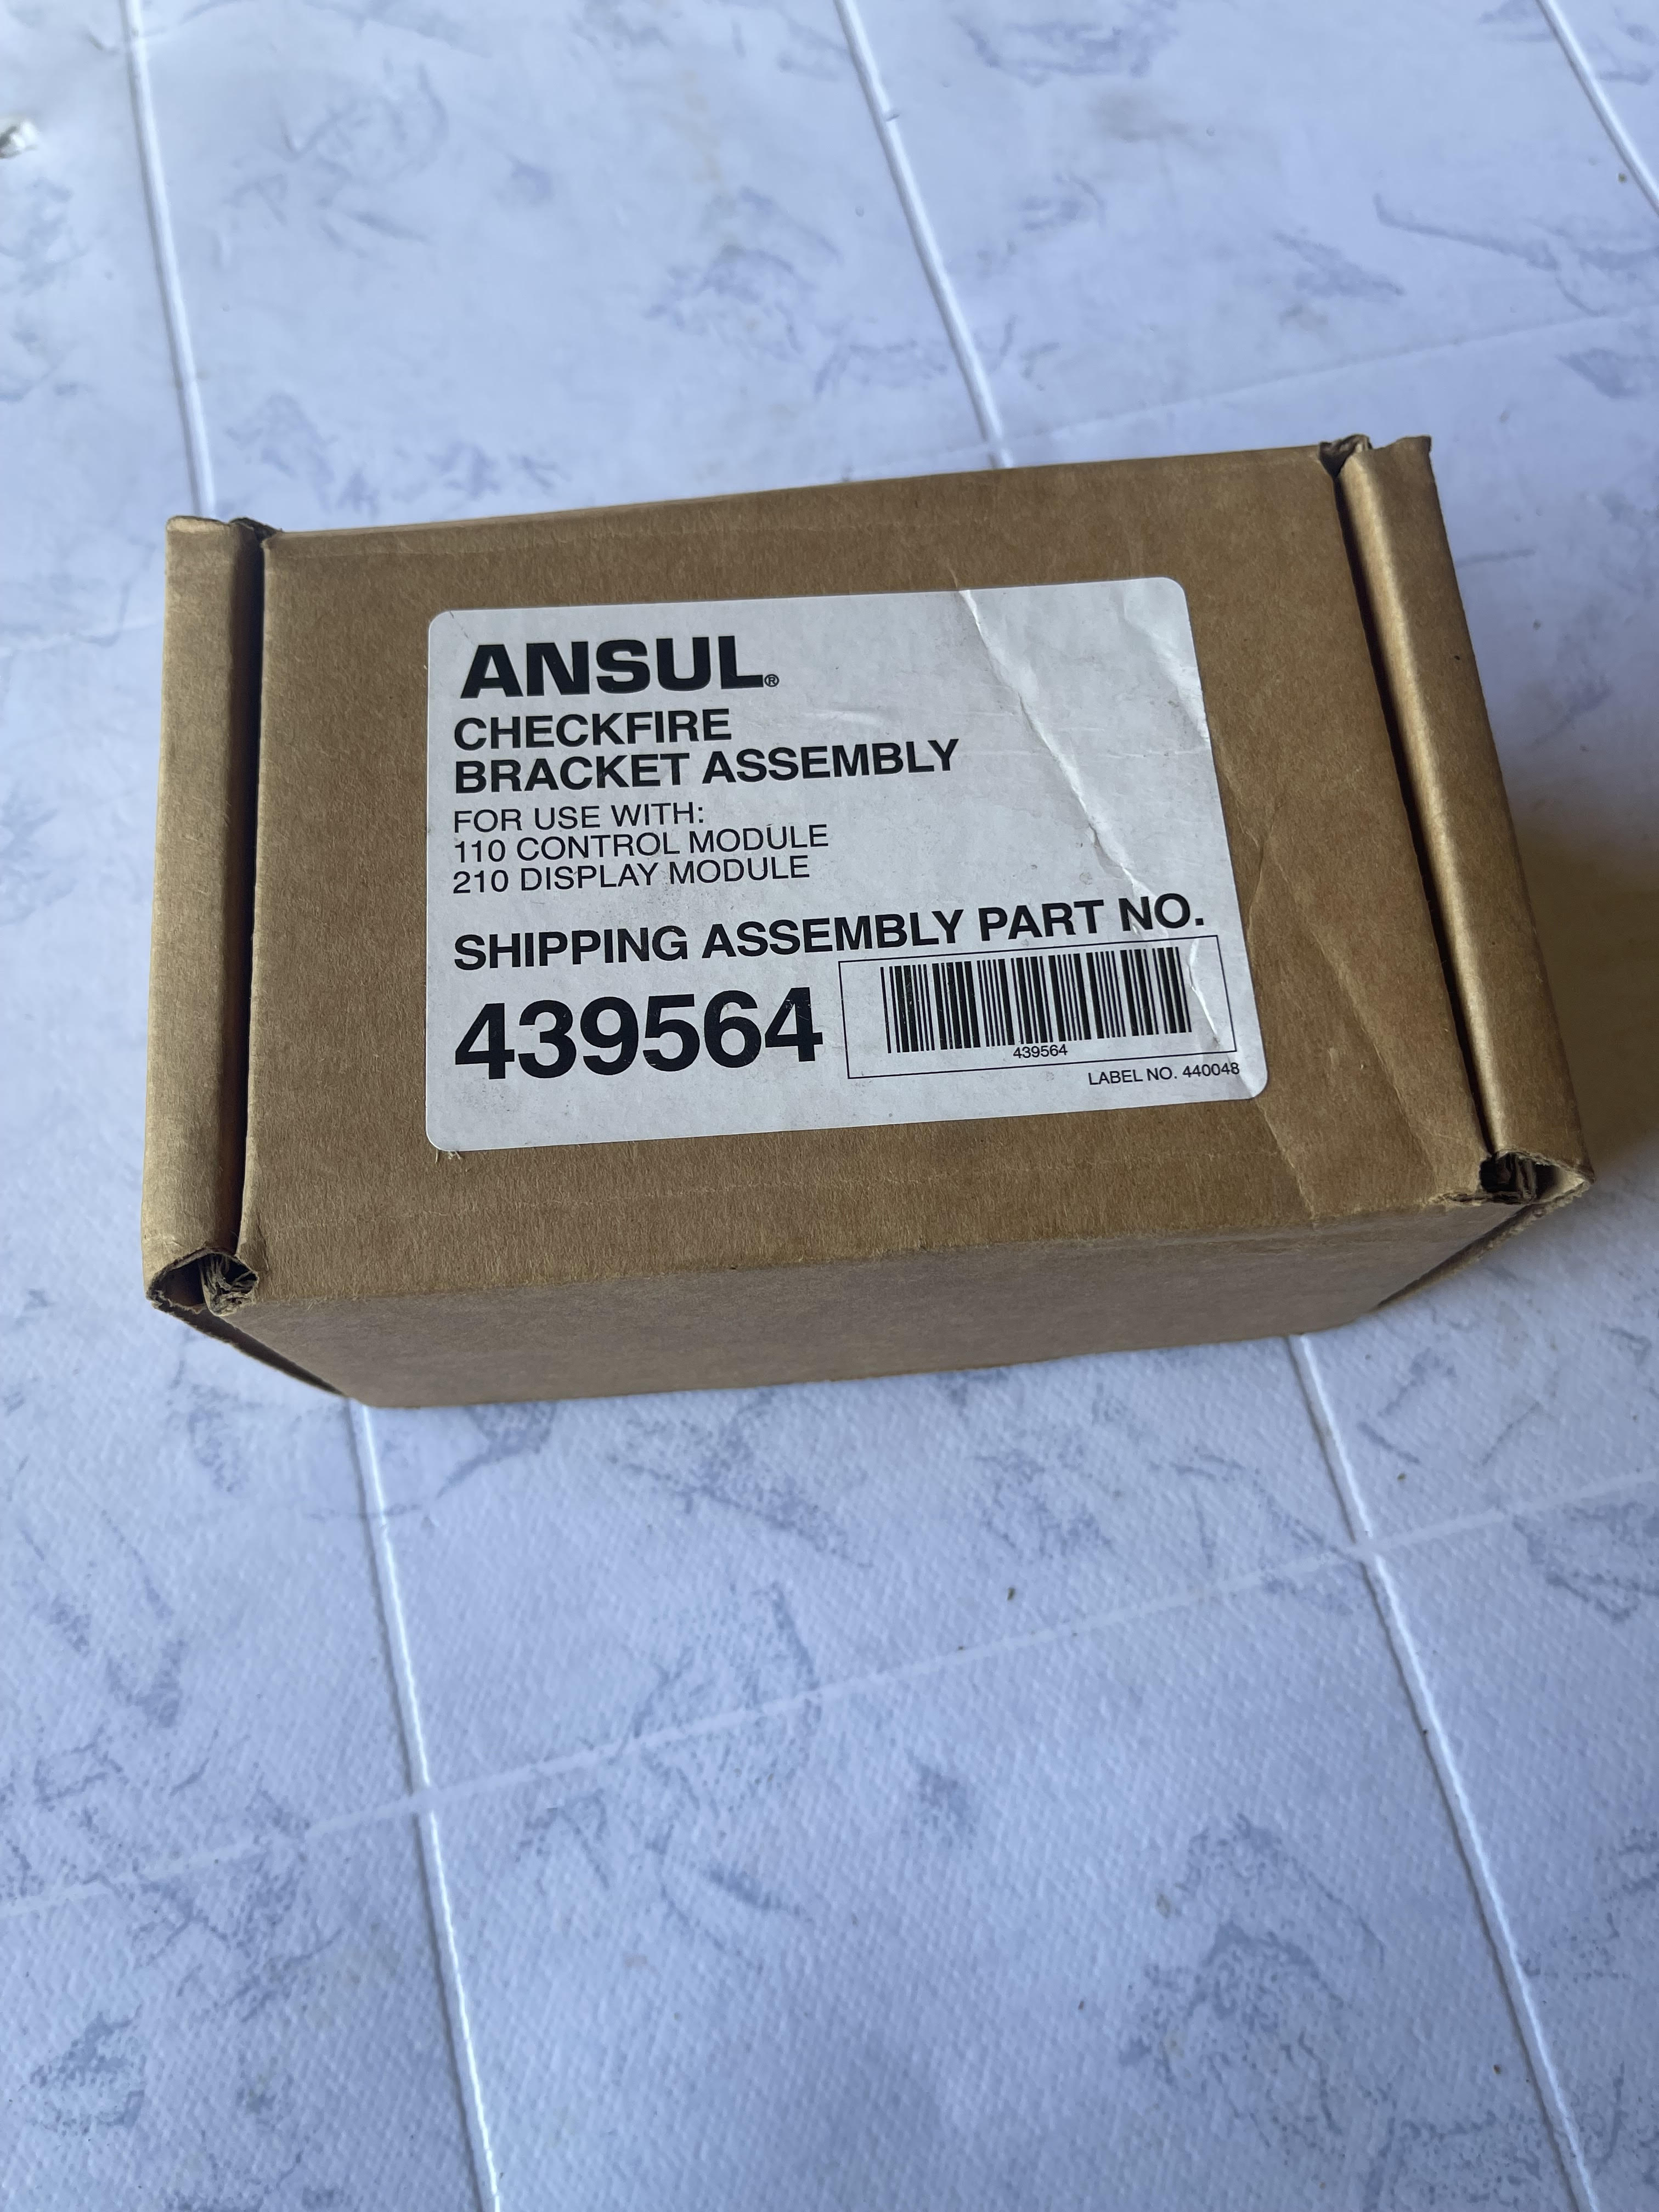 ANSUL®
CHECKFIRE
BRACKET ASSEMBLY
FOR USE WITH:
110 CONTROL MODULE
210 DISPLAY MODULE
SHIPPING ASSEMBLY PART NO.
439564
439564
LABEL NO. 440048